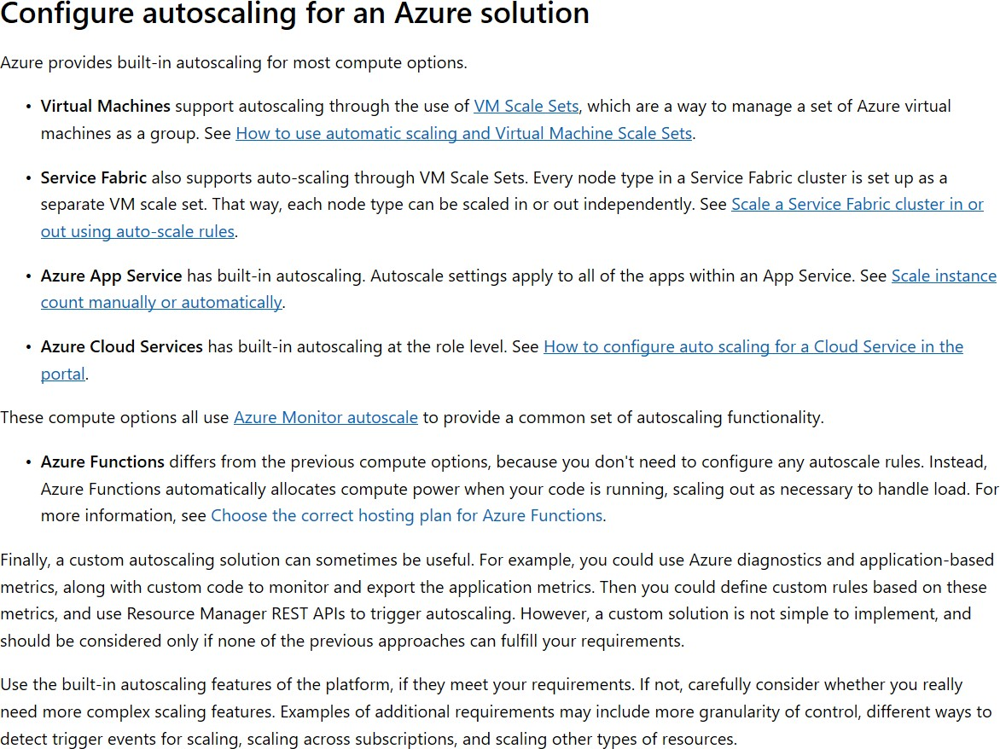 Configure autoscaling for an Azure solution
Azure provides built-in autoscaling for most compute options.
• Virtual Machines support autoscaling through the use of VM Scale Sets, which are a way to manage a set of Azure virtual
machines as a group. See How to use automatic scaling and Virtual Machine Scale Sets.
• Service Fabric also supports auto-scaling through VM Scale Sets. Every node type in a Service Fabric cluster is set up as a
separate VM scale set. That way, each node type can be scaled in or out independently. See Scale a Service Fabric cluster in or
out using auto-scale rules.
• Azure App Service has built-in autoscaling. Autoscale settings apply to all of the apps within an App Service. See Scale instance
count manually or automatically.
• Azure Cloud Services has built-in autoscaling at the role level. See How to configure auto scaling for a Cloud Service in the
portal.
These compute options all use Azure Monitor autoscale to provide a common set of autoscaling functionality.
• Azure Functions differs from the previous compute options, because you don't need to configure any autoscale rules. Instead,
Azure Functions automatically allocates compute power when your code is running, scaling out as necessary to handle load. For
more information, see Choose the correct hosting plan for Azure Functions.
Finally, a custom autoscaling solution can sometimes be useful. For example, you could use Azure diagnostics and application-based
metrics, along with custom code to monitor and export the application metrics. Then you could define custom rules based on these
metrics, and use Resource Manager REST APIs to trigger autoscaling. However, a custom solution is not simple to implement, and
should be considered only if none of the previous approaches can fulfill your requirements.
Use the built-in autoscaling features of the platform, if they meet your requirements. If not, carefully consider whether you really
need more complex scaling features. Examples of additional requirements may include more granularity of control, different ways to
detect trigger events for scaling, scaling across subscriptions, and scaling other types of resources.